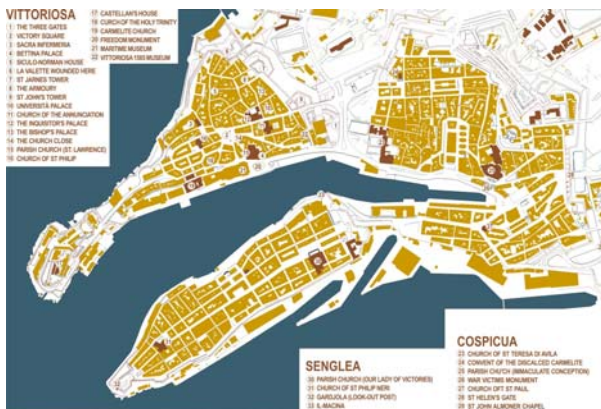 VITTORIOSA
1 THE THREE GATES
2 VICTORY SQUARE
3 SACRA INFERMERIA
4 BETTINA PALACE
5 SICULO-NORMAN HOUSE
6 LA VALETTE WOUNDED HERE
7 ST JARNES TOWER
8 THE ARMOURY
9 ST JOHN'S TOWER
10 UNIVERSITÀ PALACE
11 CHURCH OF THE ANNUNCIATION
12 THE INQUISITOR'S PALACE
13 THE BISHOP'S PALACE
14 THE CHURCH CLOSE
15 PARISH CHURCH (ST. LAWRENCE)
16 CHURCH OF ST PHILIP
17 CASTELLAN'S HOUSE
18 CURCH OF THE HOLY TRINITY
19 CARMELITE CHURCH
20 FREEDOM MONUMENT
21 MARITIME MUSEUM
22 VITTORIOSA 1565 MUSEUM
SENGLEA
30 PARISH CHURCH (OUR LADY OF VICTORIES)
31 CHURCH OF ST PHILIP NERI
32 GARDJOLA (LOOK-OUT POST)
33 IL-MACINA
COSPICUA
23 CHURCH OF ST TERESA DI AVILA
24 CONVENT OF THE DISCALCED CARMELITE
25 PARISH CHU'CH (IMMACULATE CONCEPTION)
26 WAR VICTIMS MONUMENT
27 CHURCH OFT ST PAUL
28 ST HELEN'S GATE
29 ST JOHN ALMONER CHAPEL